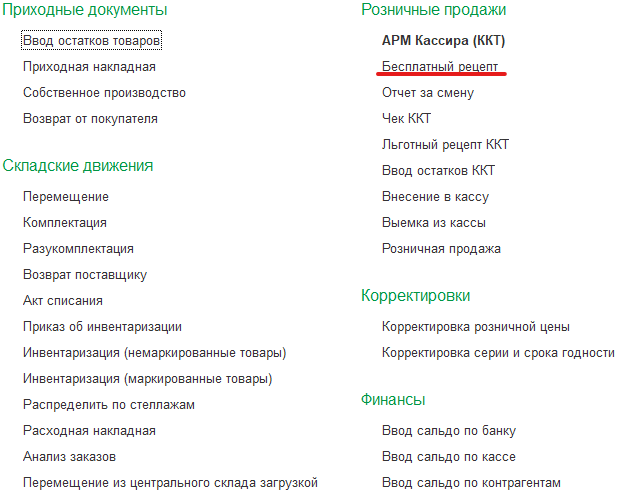 Приходные документы
Ввод остатков товаров
Приходная накладная
Собственное производство
Возврат от покупателя
Складские движения
Перемещение
Комплектация
Разукомплектация
Возврат поставщику
Акт списания
Приказ об инвентаризации
Инвентаризация (немаркированные товары)
Инвентаризация (маркированные товары)
Распределить по стеллажам
Расходная накладная
Анализ заказов
Перемещение из центрального склада загрузкой
Розничные продажи
АРМ Кассира (ККТ)
Бесплатный рецепт
Отчет за смену
Чек ККТ
Льготный рецепт ККТ
Ввод остатков ККТ
Внесение в кассу
Выемка из кассы
Розничная продажа
Корректировки
Корректировка розничной цены
Корректировка серии и срока годности
Финансы
Ввод сальдо по банку
Ввод сальдо по кассе
Ввод сальдо по контрагентам